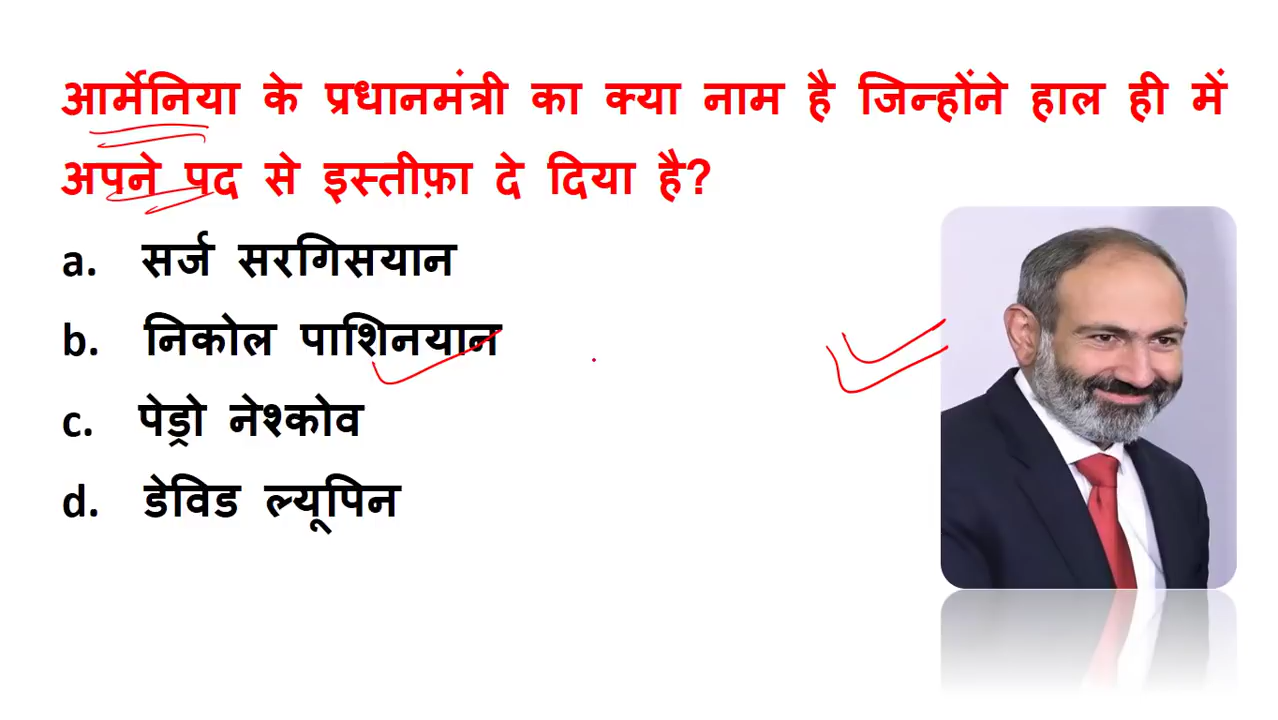 आर्मेनिया के प्रधानमंत्री का क्या नाम है जिन्होंने हाल ही में
अपने पद से इस्तीफ़ा दे दिया है?
a. सर्ज सरगिसयान
b. निकोल पाशिनयान
c. पेड्रो नेश्कोव
d. डेविड ल्यूपिन